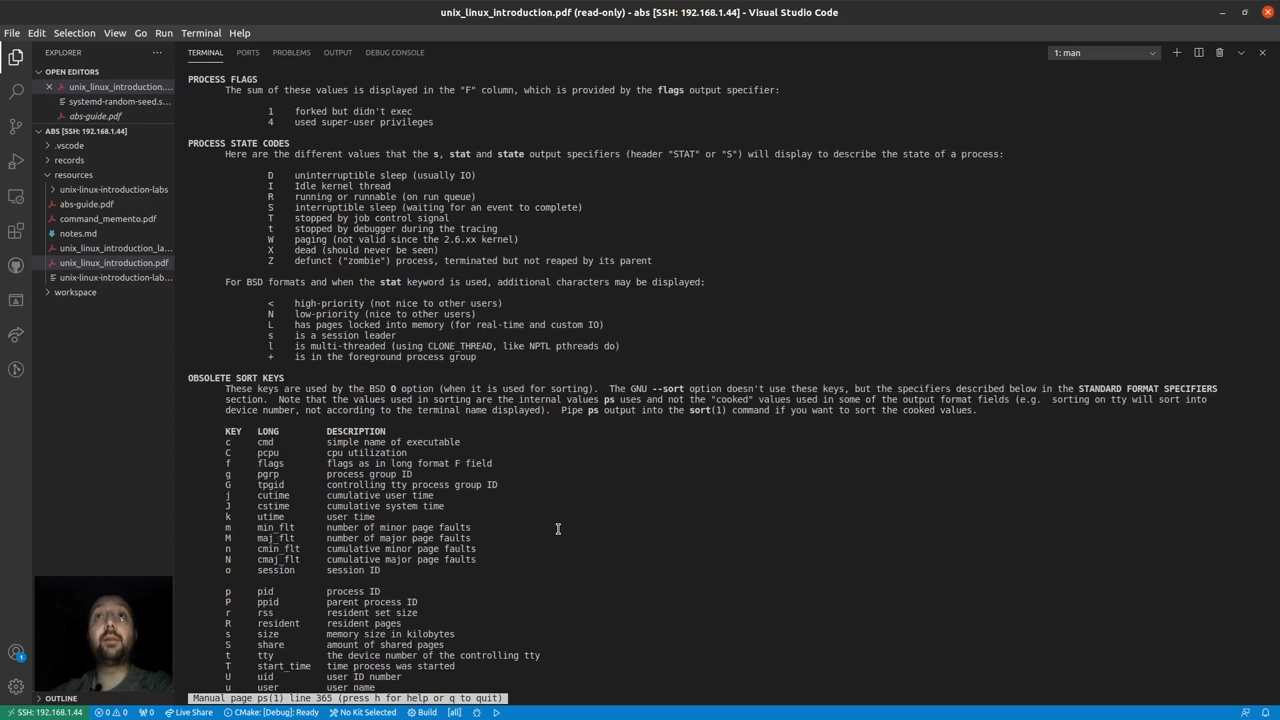 unix_linux_introduction.pdf (read-only) - abs [SSH: 192.168.1.44] - Visual Studio Code
File Edit Selection View Go Run Terminal Help
EXPLORER
OPEN EDITORS
unix_linux_introduction....
systemd-random-seed.s...
abs-guide.pdf
ABS [SSH: 192.168.1.44]
.vscode
records
resources
unix-linux-introduction-labs
abs-guide.pdf
command_memento.pdf
notes.md
unix_linux_introduction_la...
unix_linux_introduction.pdf
unix-linux-introduction-lab...
workspace
OUTLINE
TERMINAL PORTS PROBLEMS OUTPUT DEBUG CONSOLE 1: man
PROCESS FLAGS
The sum of these values is displayed in the "F" column, which is provided by the flags output specifier:
1 forked but didn't exec
4 used super-user privileges
PROCESS STATE CODES
Here are the different values that the s, stat and state output specifiers (header "STAT" or "S") will display to describe the state of a process:
D uninterruptible sleep (usually IO)
I Idle kernel thread
R running or runnable (on run queue)
S interruptible sleep (waiting for an event to complete)
T stopped by job control signal
t stopped by debugger during the tracing
W paging (not valid since the 2.6.xx kernel)
X dead (should never be seen)
Z defunct ("zombie") process, terminated but not reaped by its parent
For BSD formats and when the stat keyword is used, additional characters may be displayed:
< high-priority (not nice to other users)
N low-priority (nice to other users)
L has pages locked into memory (for real-time and custom IO)
s is a session leader
l is multi-threaded (using CLONE_THREAD, like NPTL pthreads do)
+ is in the foreground process group
OBSOLETE SORT KEYS
These keys are used by the BSD O option (when it is used for sorting). The GNU --sort option doesn't use these keys, but the specifiers described below in the STANDARD FORMAT SPECIFIERS
section. Note that the values used in sorting are the internal values ps uses and not the "cooked" values used in some of the output format fields (e.g. sorting on tty will sort into
device number, not according to the terminal name displayed). Pipe ps output into the sort(1) command if you want to sort the cooked values.
KEY LONG DESCRIPTION
c cmd simple name of executable
C pcpu cpu utilization
f flags flags as in long format F field
g pgrp process group ID
G tpgid controlling tty process group ID
j cutime cumulative user time
J cstime cumulative system time
k utime user time
m min_flt number of minor page faults
M maj_flt number of major page faults
n cmin_flt cumulative minor page faults
N cmaj_flt cumulative major page faults
o session session ID
p pid process ID
P ppid parent process ID
r rss resident set size
R resident resident pages
s size memory size in kilobytes
S share amount of shared pages
t tty the device number of the controlling tty
T start_time time process was started
U uid user ID number
u user user name
Manual page ps(1) line 365 (press h for help or q to quit)
1
SSH: 192.168.1.44 0 0 0 Live Share CMake: [Debug]: Ready No Kit Selected Build [all]